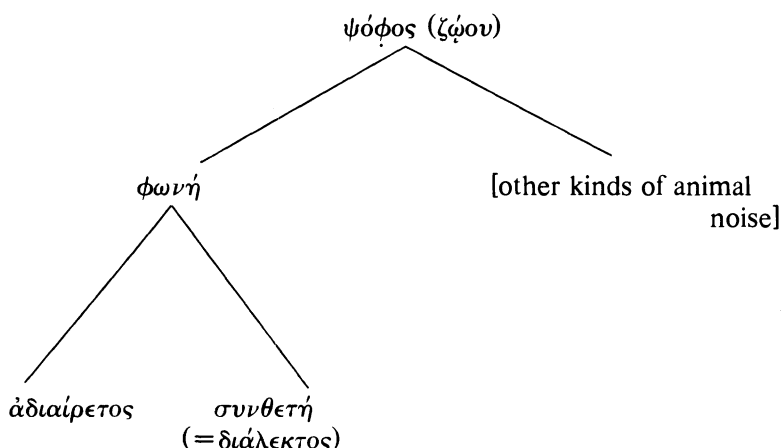 ψόφος (ζῴου)
φωνή
[other kinds of animal
noise]
ἀδιαίρετος
συνθετή
(=διάλεκτος)